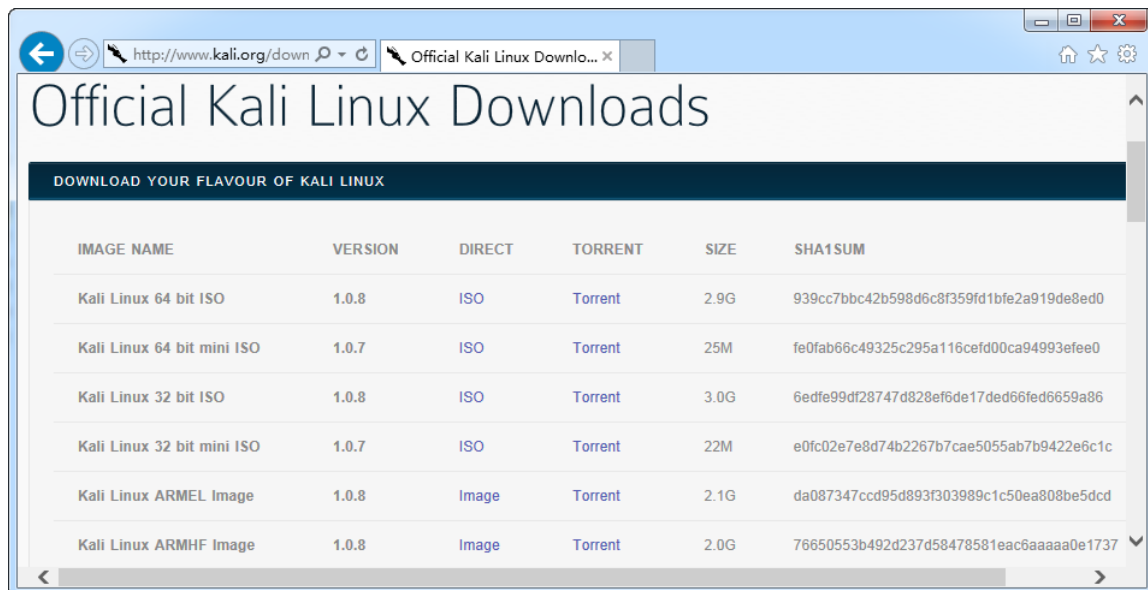 http://www.kali.org/down
Official Kali Linux Downlo...
Official Kali Linux Downloads
DOWNLOAD YOUR FLAVOUR OF KALI LINUX
IMAGE NAME VERSION DIRECT TORRENT SIZE SHA1SUM
Kali Linux 64 bit ISO 1.0.8 ISO Torrent 2.9G 939cc7bbc42b598d6c8f359fd1bfe2a919de8ed0
Kali Linux 64 bit mini ISO 1.0.7 ISO Torrent 25M fe0fab66c49325c295a116cefd00ca94993efee0
Kali Linux 32 bit ISO 1.0.8 ISO Torrent 3.0G 6edfe99df28747d828ef6de17ded66fed6659a86
Kali Linux 32 bit mini ISO 1.0.7 ISO Torrent 22M e0fc02e7e8d74b2267b7cae5055ab7b9422e6c1c
Kali Linux ARMEL Image 1.0.8 Image Torrent 2.1G da087347ccd95d893f303989c1c50ea808be5dcd
Kali Linux ARMHF Image 1.0.8 Image Torrent 2.0G 76650553b492d237d58478581eac6aaaaa0e1737